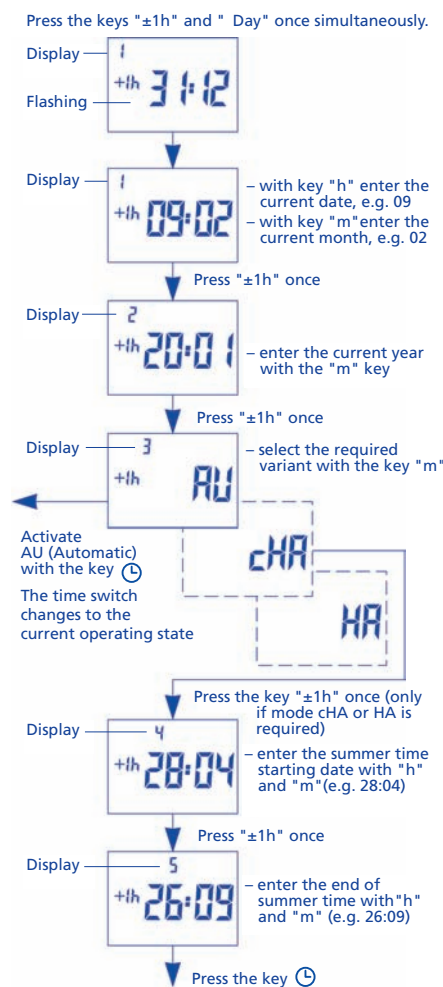 Press the keys "±1h" and " Day" once simultaneously.
Display
1
+1h 31:12
Flashing
Display
1
+1h 09:02
– with key "h" enter the
current date, e.g. 09
– with key "m"enter the
current month, e.g. 02
Press "±1h" once
Display
2
+1h 20:01
– enter the current year
with the "m" key
Press "±1h" once
Display
3
+1h AU
– select the required
variant with the key "m"
cHA
HA
Activate
AU (Automatic)
with the key
The time switch
changes to the
current operating state
Press the key "±1h" once (only
if mode cHA or HA is
required)
Display
4
+1h 28:04
– enter the summer time
starting date with "h"
and "m"(e.g. 28:04)
Press "±1h" once
Display
5
+1h 26:09
– enter the end of
summer time with"h"
and "m" (e.g. 26:09)
Press the key